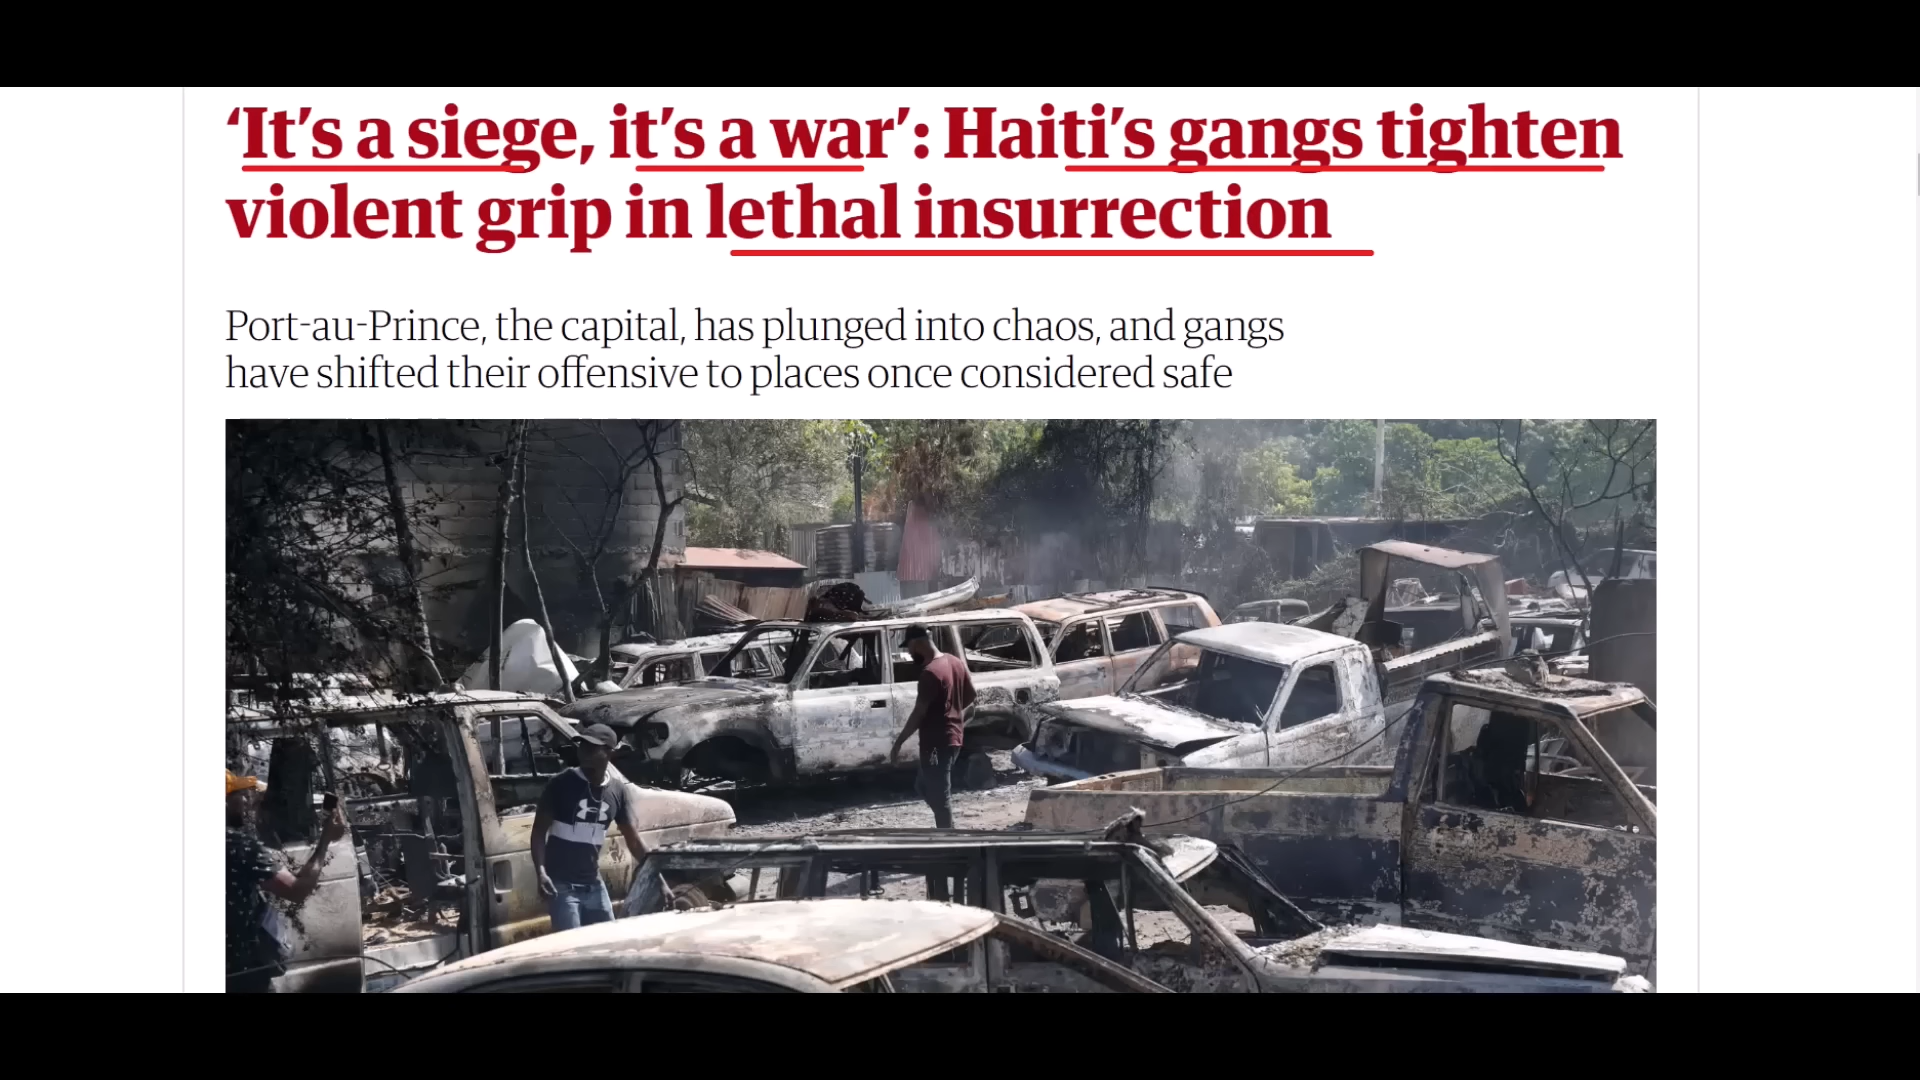 ‘It’s a siege, it’s a war’: Haiti’s gangs tighten
violent grip in lethal insurrection
Port-au-Prince, the capital, has plunged into chaos, and gangs
have shifted their offensive to places once considered safe